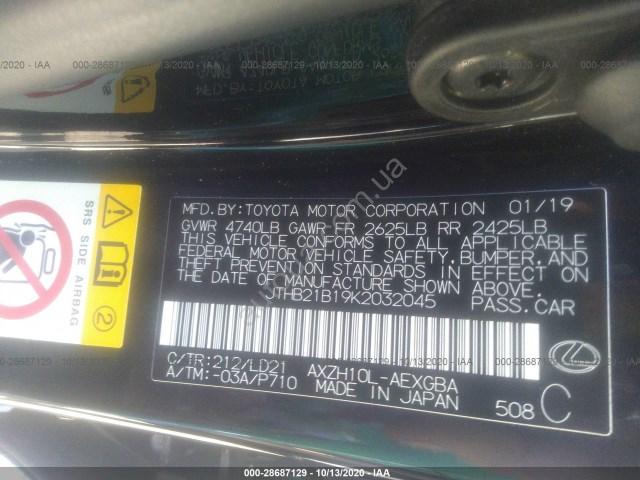 000-28687129 - 10/13/2020 - IAA
MFD.BY:TOYOTA MOTOR CORPORATION 01/19
GVWR 4740LB GAWR FR 2625LB RR 2425LB
THIS VEHICLE CONFORMS TO ALL APPLICABLE
FEDERAL MOTOR VEHICLE SAFETY, BUMPER, AND
THEFT PREVENTION STANDARDS IN EFFECT ON
THE DATE OF MANUFACTURE SHOWN ABOVE.
JTHB21B19K2032045 PASS.CAR
C/TR:212/LD21 AXZH10L-AEXGBA
A/TM:-03A/P710 MADE IN JAPAN
508 C
LEXUS
SRS SIDE AIRBAG
2
000-28687129 - 10/13/2020 - IAA